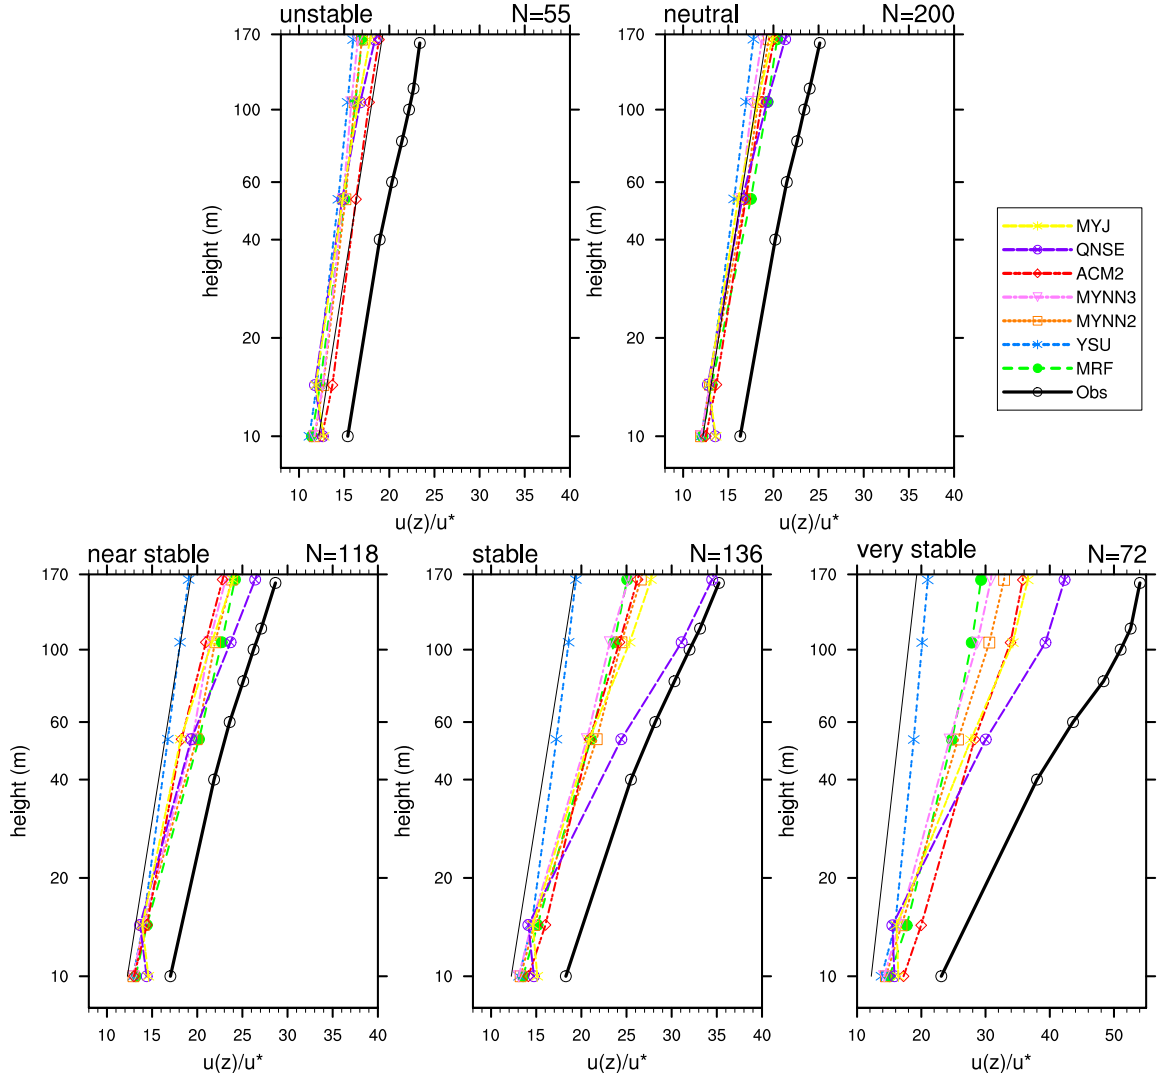 unstable N=55
neutral N=200
170
100
60
40
20
10
height (m)
10 15 20 25 30 35 40
u(z)/u*
170
100
60
40
20
10
height (m)
10 15 20 25 30 35 40
u(z)/u*
MYJ
QNSE
ACM2
MYNN3
MYNN2
YSU
MRF
Obs
near stable N=118
170
100
60
40
20
10
height (m)
10 15 20 25 30 35 40
u(z)/u*
stable N=136
170
100
60
40
20
10
height (m)
10 15 20 25 30 35 40
u(z)/u*
very stable N=72
170
100
60
40
20
10
height (m)
10 20 30 40 50
u(z)/u*